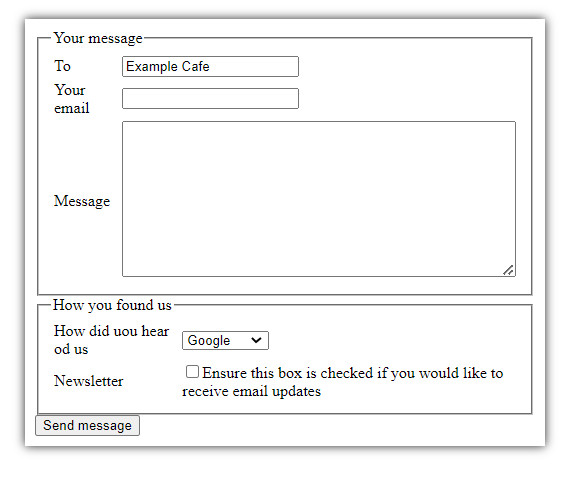 Your message
To
Example Cafe
Your
email
Message
How you found us
How did uou hear
od us
Google
Newsletter
Ensure this box is checked if you would like to
receive email updates
Send message